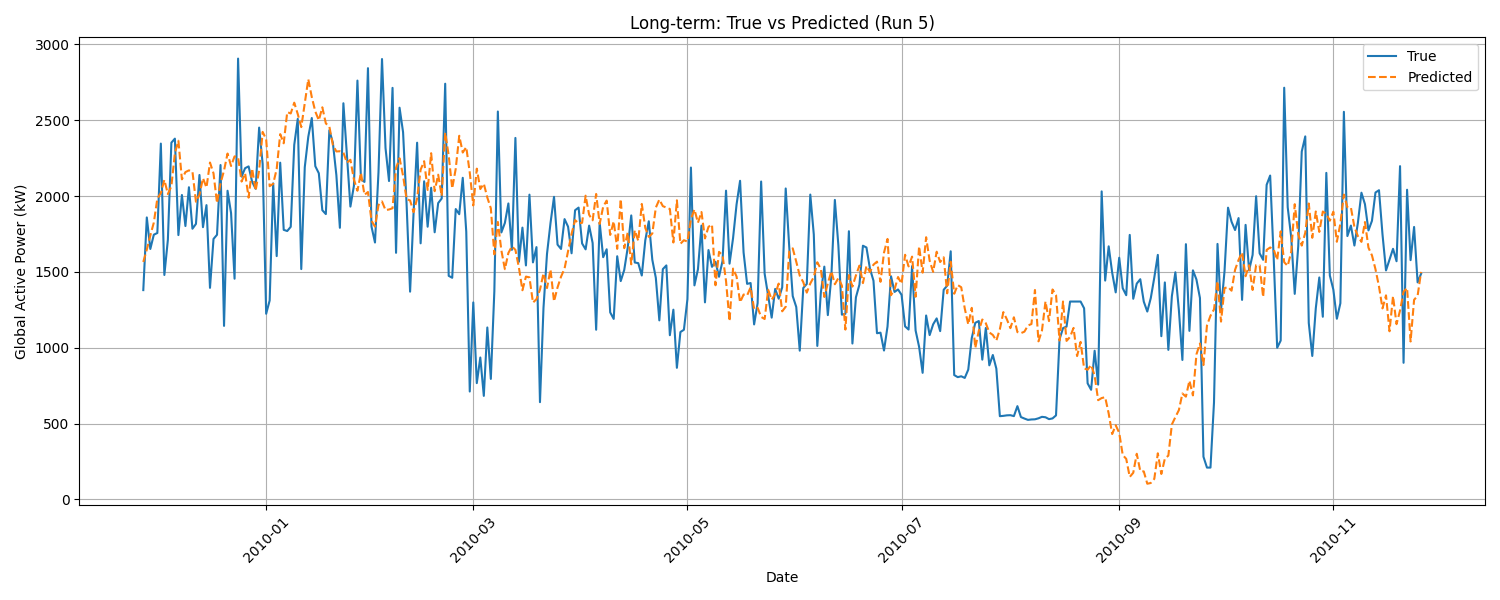 Long-term: True vs Predicted (Run 5)
True
Predicted
Global Active Power (kW)
3000
2500
2000
1500
1000
500
0
2010-01
2010-03
2010-05
2010-07
2010-09
2010-11
Date